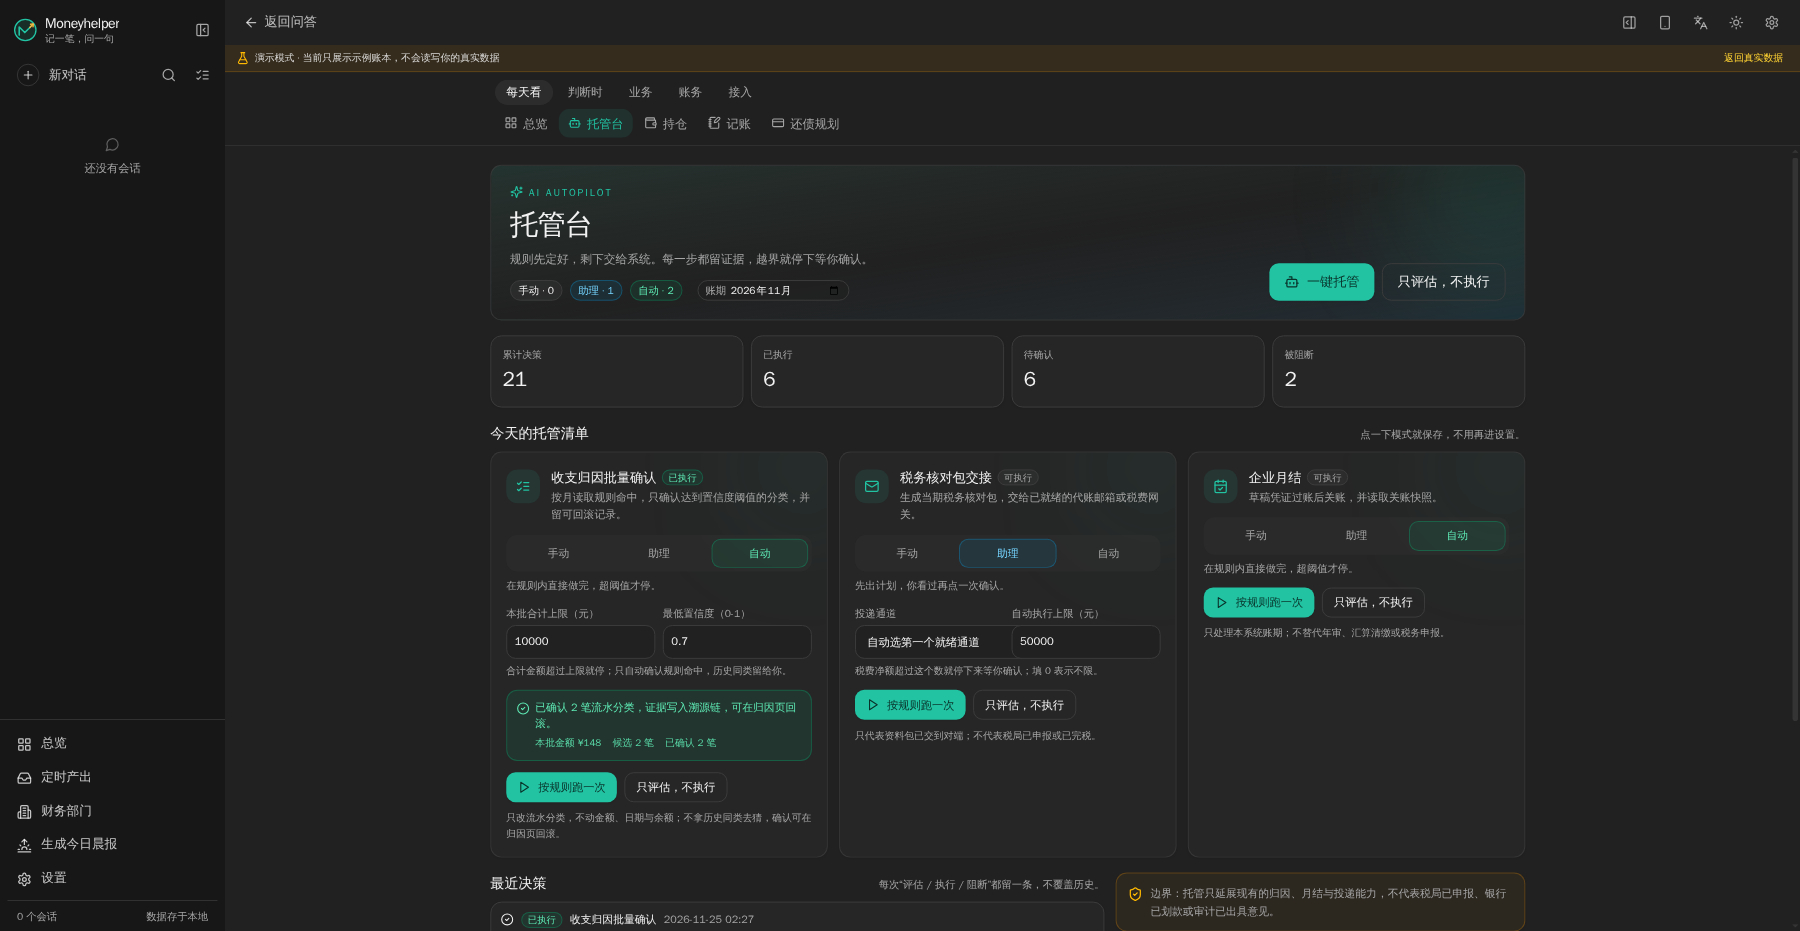 Moneyhelper
记一笔，问一句
新对话
还没有会话
总览
定时产出
财务部门
生成今日晨报
设置
0 个会话
数据存于本地
返回问答
演示模式 · 当前只展示示例账本，不会读写你的真实数据
返回真实数据
每天看
判断时
业务
账务
接入
总览
托管台
持仓
记账
还债规划
AI AUTOPILOT
托管台
规则先定好，剩下交给系统。每一步都留证据，越界就停下等你确认。
手动 · 0
助理 · 1
自动 · 2
账期 2026年11月
一键托管
只评估，不执行
累计决策
21
已执行
6
待确认
6
被阻断
2
今天的托管清单
点一下模式就保存，不用再进设置。
收支归因批量确认 已执行
按月读取规则命中，只确认达到置信度阈值的分类，并
留可回滚记录。
手动
助理
自动
在规则内直接做完，超阈值才停。
本批合计上限（元）
最低置信度（0-1）
10000
0.7
合计金额超过上限就停；只自动确认规则命中，历史同类留给你。
已确认 2 笔流水分类，证据写入溯源链，可在归因页回
滚。
本批金额 ¥148 候选 2 笔 已确认 2 笔
按规则跑一次
只评估，不执行
只改流水分类，不动金额、日期与余额；不拿历史同类去猜，确认可在
归因页回滚。
税务核对包交接 可执行
生成当期税务核对包，交给已就绪的代账邮箱或税费网
关。
手动
助理
自动
先出计划，你看过再点一次确认。
投递通道
自动执行上限（元）
自动选第一个就绪通道
50000
税费净额超过这个数就停下来等你确认；填 0 表示不限。
按规则跑一次
只评估，不执行
只代表资料包已交到对端；不代表税局已申报或已完税。
企业月结 可执行
草稿凭证过账后关账，并读取关账快照。
手动
助理
自动
在规则内直接做完，超阈值才停。
按规则跑一次
只评估，不执行
只处理本系统账期；不替代年审、汇算清缴或税务申报。
最近决策
每次“评估 / 执行 / 阻断”都留一条，不覆盖历史。
已执行 收支归因批量确认 2026-11-25 02:27
边界：托管只延展现有的归因、月结与投递能力，不代表税局已申报、银行
已划款或审计已出具意见。